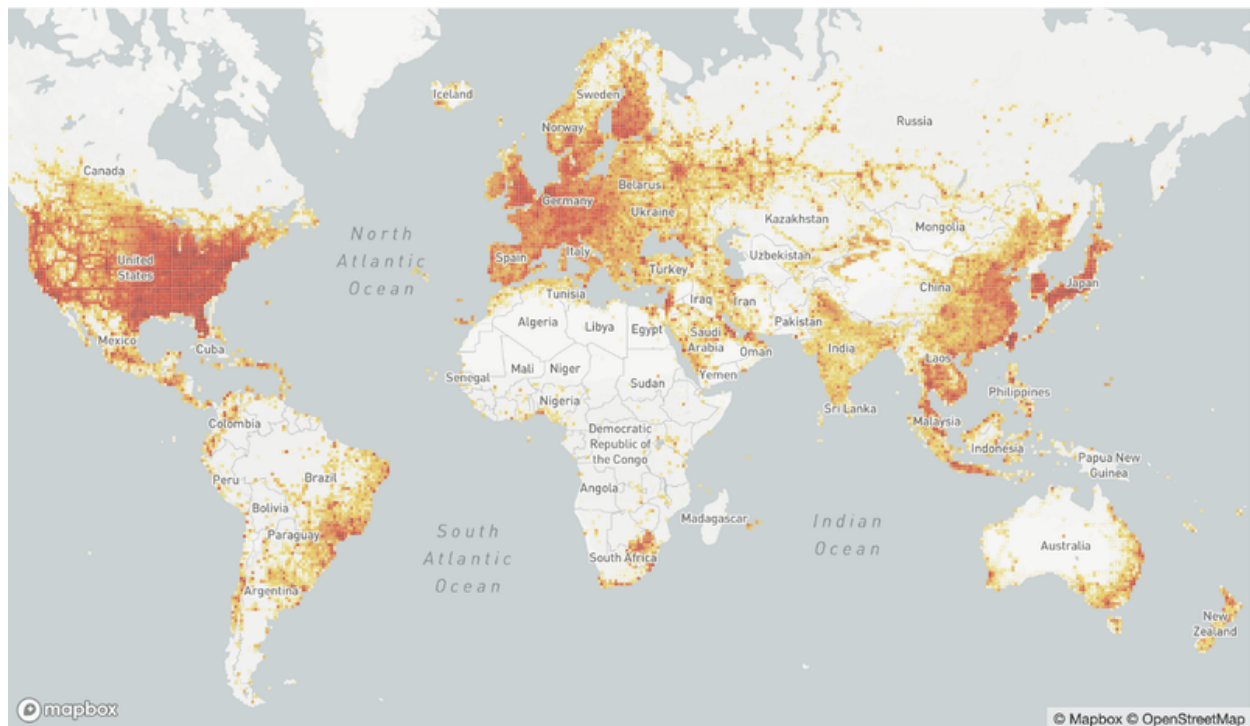 Iceland
Sweden
Norway
Russia
Canada
Belarus
Germany
Ukraine
Kazakhstan
Mongolia
North
Atlantic
Ocean
United
States
Spain
Italy
Uzbekistan
Turkey
China
Japan
Tunisia
Iraq
Iran
Algeria
Libya
Egypt
Pakistan
Saudi
Arabia
Mexico
Cuba
Oman
India
Laos
Mali
Niger
Yemen
Senegal
Sudan
Philippines
Nigeria
Sri Lanka
Colombia
Malaysia
Democratic
Republic of
the Congo
Indonesia
Papua New
Guinea
Peru
Brazil
Angola
Bolivia
Madagascar
South
Atlantic
Ocean
Indian
Ocean
Paraguay
Australia
South Africa
Argentina
New
Zealand
mapbox
© Mapbox © OpenStreetMap